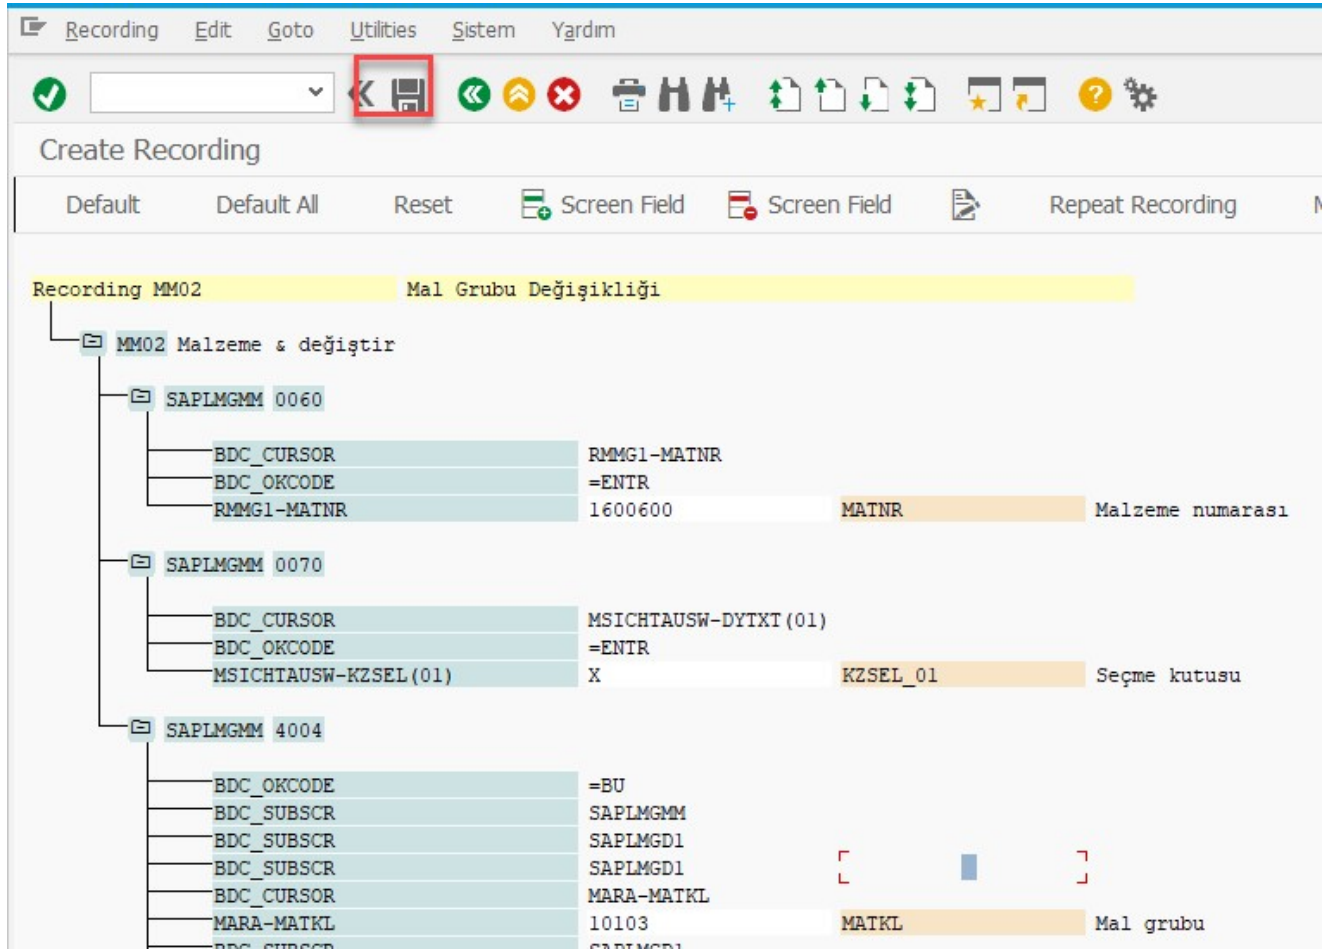 Recording Edit Goto Utilities Sistem Yardım
Create Recording
Default Default All Reset Screen Field Screen Field Repeat Recording
Recording MM02 Mal Grubu Değişikliği
MM02 Malzeme & değiştir
SAPLMGMM 0060
BDC_CURSOR RMMG1-MATNR
BDC_OKCODE =ENTR
RMMG1-MATNR 1600600 MATNR Malzeme numarası
SAPLMGMM 0070
BDC_CURSOR MSICHTAUSW-DYTXT(01)
BDC_OKCODE =ENTR
MSICHTAUSW-KZSEL(01) X KZSEL_01 Seçme kutusu
SAPLMGMM 4004
BDC_OKCODE =BU
BDC_SUBSCR SAPLMGMM
BDC_SUBSCR SAPLMGD1
BDC_SUBSCR SAPLMGD1
BDC_CURSOR MARA-MATKL
MARA-MATKL 10103 MATKL Mal grubu
BDC_SUBSCR SAPLMGD1